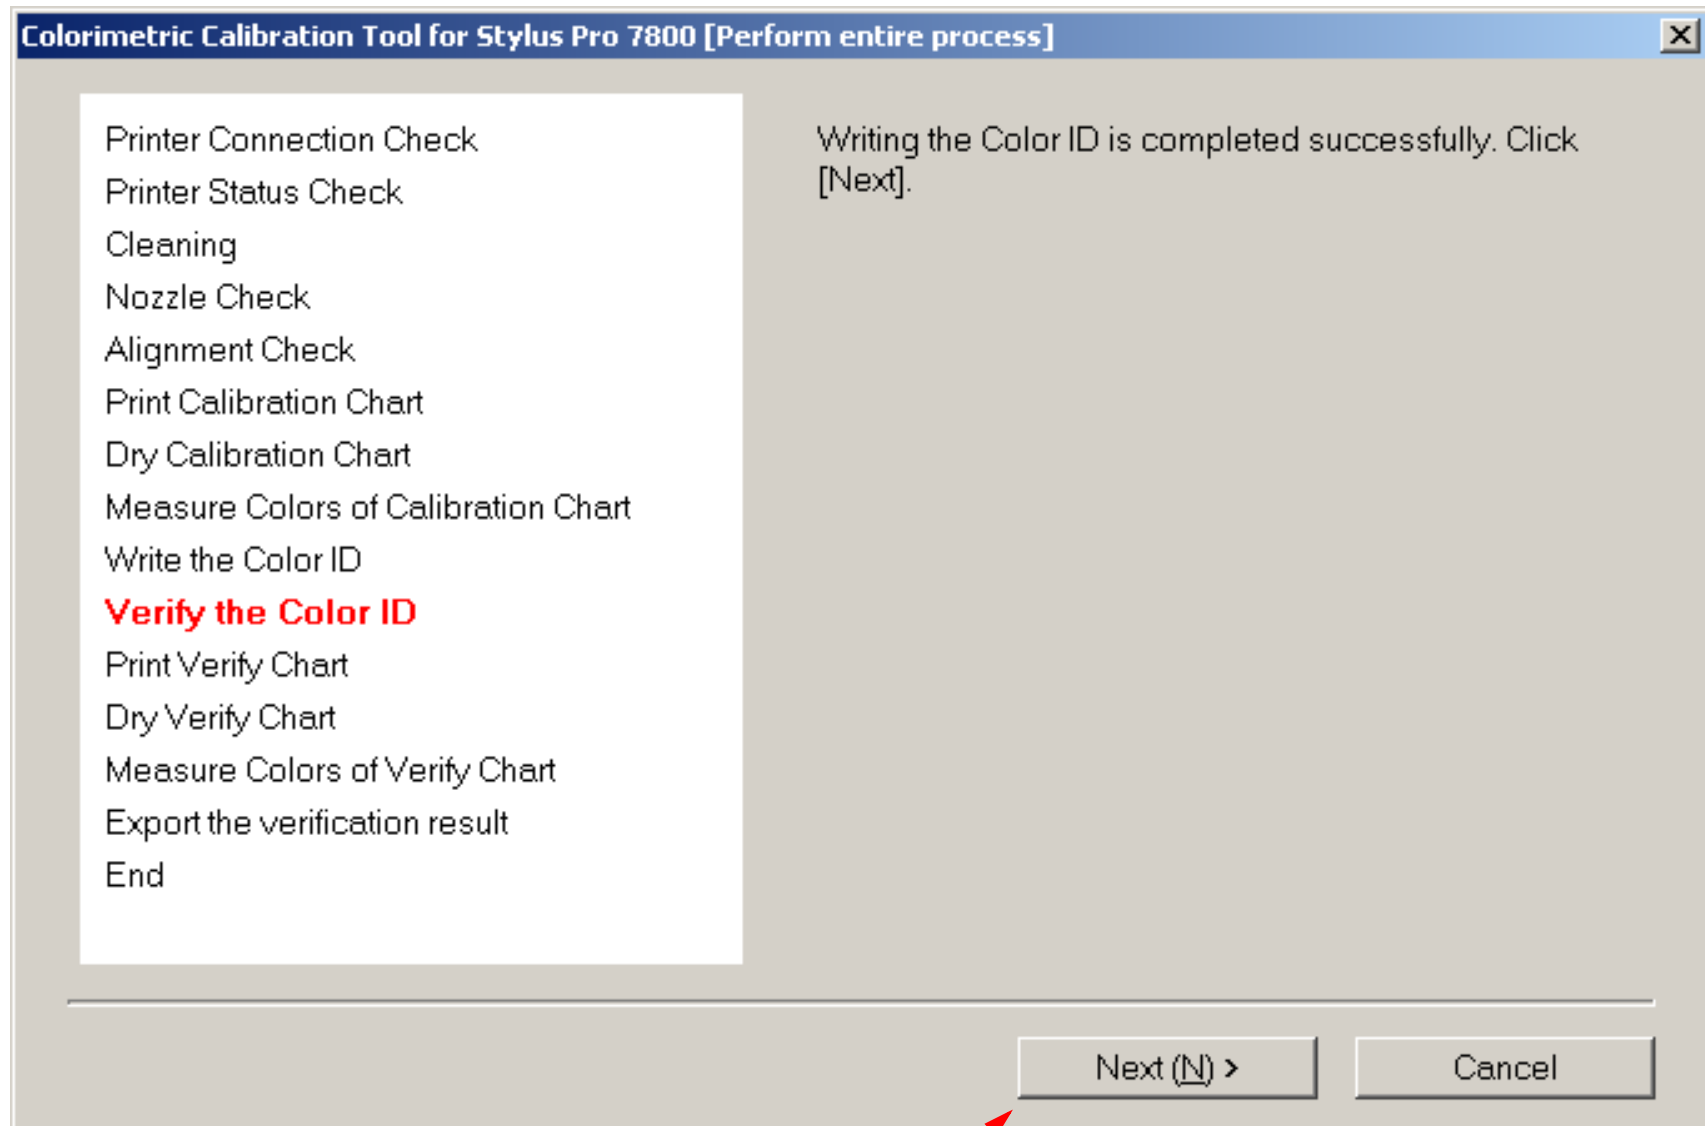 Colorimetric Calibration Tool for Stylus Pro 7800 [Perform entire process]
Printer Connection Check
Printer Status Check
Cleaning
Nozzle Check
Alignment Check
Print Calibration Chart
Dry Calibration Chart
Measure Colors of Calibration Chart
Write the Color ID
Verify the Color ID
Print Verify Chart
Dry Verify Chart
Measure Colors of Verify Chart
Export the verification result
End
Writing the Color ID is completed successfully. Click
[Next].
Next (N) >
Cancel